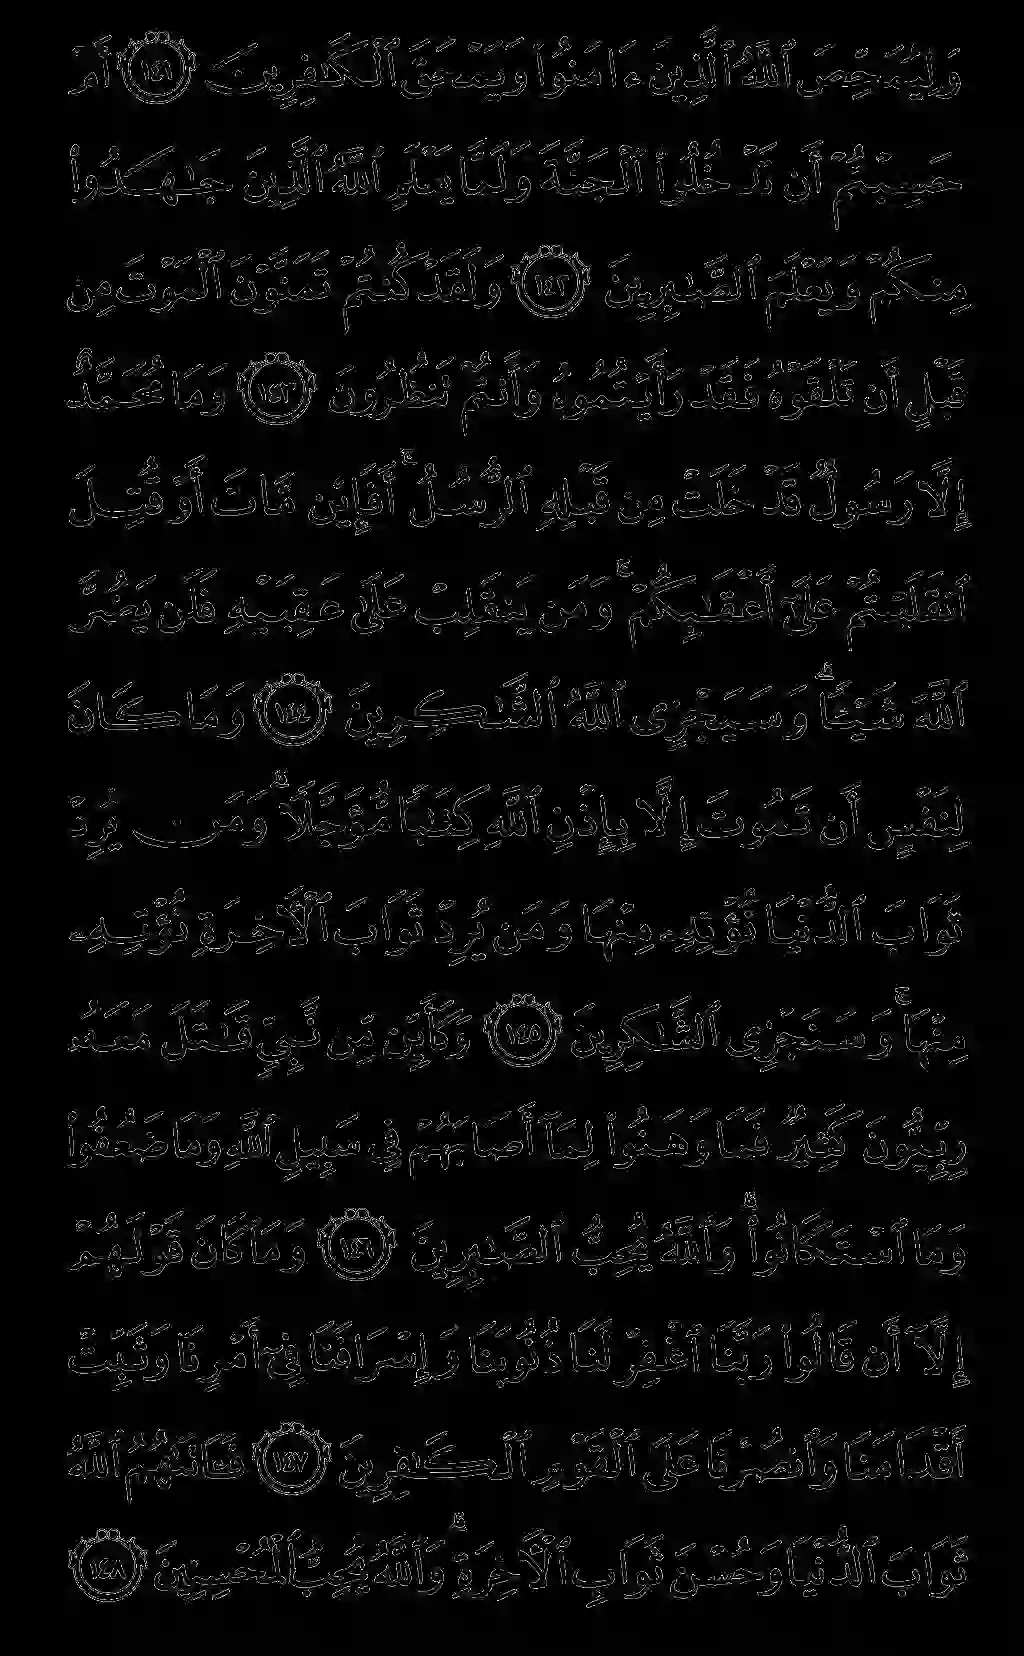 وَلِيُمَحِّصَ ٱللَّهُ ٱلَّذِينَ ءَامَنُوا۟ وَيَمْحَقَ ٱلْكَـٰفِرِينَ ١٤١ أَمْ
حَسِبْتُمْ أَن تَدْخُلُوا۟ ٱلْجَنَّةَ وَلَمَّا يَعْلَمِ ٱللَّهُ ٱلَّذِينَ جَـٰهَدُوا۟
مِنكُمْ وَيَعْلَمَ ٱلصَّـٰبِرِينَ ١٤٢ وَلَقَدْ كُنتُمْ تَمَنَّوْنَ ٱلْمَوْتَ مِن
قَبْلِ أَن تَلْقَوْهُ فَقَدْ رَأَيْتُمُوهُ وَأَنتُمْ تَنظُرُونَ ١٤٣ وَمَا مُحَمَّدٌ
إِلَّا رَسُولٌ قَدْ خَلَتْ مِن قَبْلِهِ ٱلرُّسُلُ ۚ أَفَإِي۟ن مَّاتَ أَوْ قُتِلَ
ٱنقَلَبْتُمْ عَلَىٰٓ أَعْقَـٰبِكُمْ ۚ وَمَن يَنقَلِبْ عَلَىٰ عَقِبَيْهِ فَلَن يَضُرَّ
ٱللَّهَ شَيْـًٔا ۗ وَسَيَجْزِى ٱللَّهُ ٱلشَّـٰكِرِينَ ١٤٤ وَمَا كَانَ
لِنَفْسٍ أَن تَمُوتَ إِلَّا بِإِذْنِ ٱللَّهِ كِتَـٰبًا مُّؤَجَّلًا ۗ وَمَن يُرِدْ
ثَوَابَ ٱلدُّنْيَا نُؤْتِهِۦ مِنْهَا وَمَن يُرِدْ ثَوَابَ ٱلْـَٔاخِرَةِ نُؤْتِهِۦ
مِنْهَا ۚ وَسَنَجْزِى ٱلشَّـٰكِرِينَ ١٤٥ وَكَأَيِّن مِّن نَّبِىٍّ قَـٰتَلَ مَعَهُۥ
رِبِّيُّونَ كَثِيرٌ فَمَا وَهَنُوا۟ لِمَآ أَصَابَهُمْ فِى سَبِيلِ ٱللَّهِ وَمَا ضَعُفُوا۟
وَمَا ٱسْتَكَانُوا۟ ۗ وَٱللَّهُ يُحِبُّ ٱلصَّـٰبِرِينَ ١٤٦ وَمَا كَانَ قَوْلَهُمْ
إِلَّآ أَن قَالُوا۟ رَبَّنَا ٱغْفِرْ لَنَا ذُنُوبَنَا وَإِسْرَافَنَا فِىٓ أَمْرِنَا وَثَبِّتْ
أَقْدَامَنَا وَٱنصُرْنَا عَلَى ٱلْقَوْمِ ٱلْكَـٰفِرِينَ ١٤٧ فَـَٔاتَىٰهُمُ ٱللَّهُ
ثَوَابَ ٱلدُّنْيَا وَحُسْنَ ثَوَابِ ٱلْـَٔاخِرَةِ ۗ وَٱللَّهُ يُحِبُّ ٱلْمُحْسِنِينَ ١٤٨